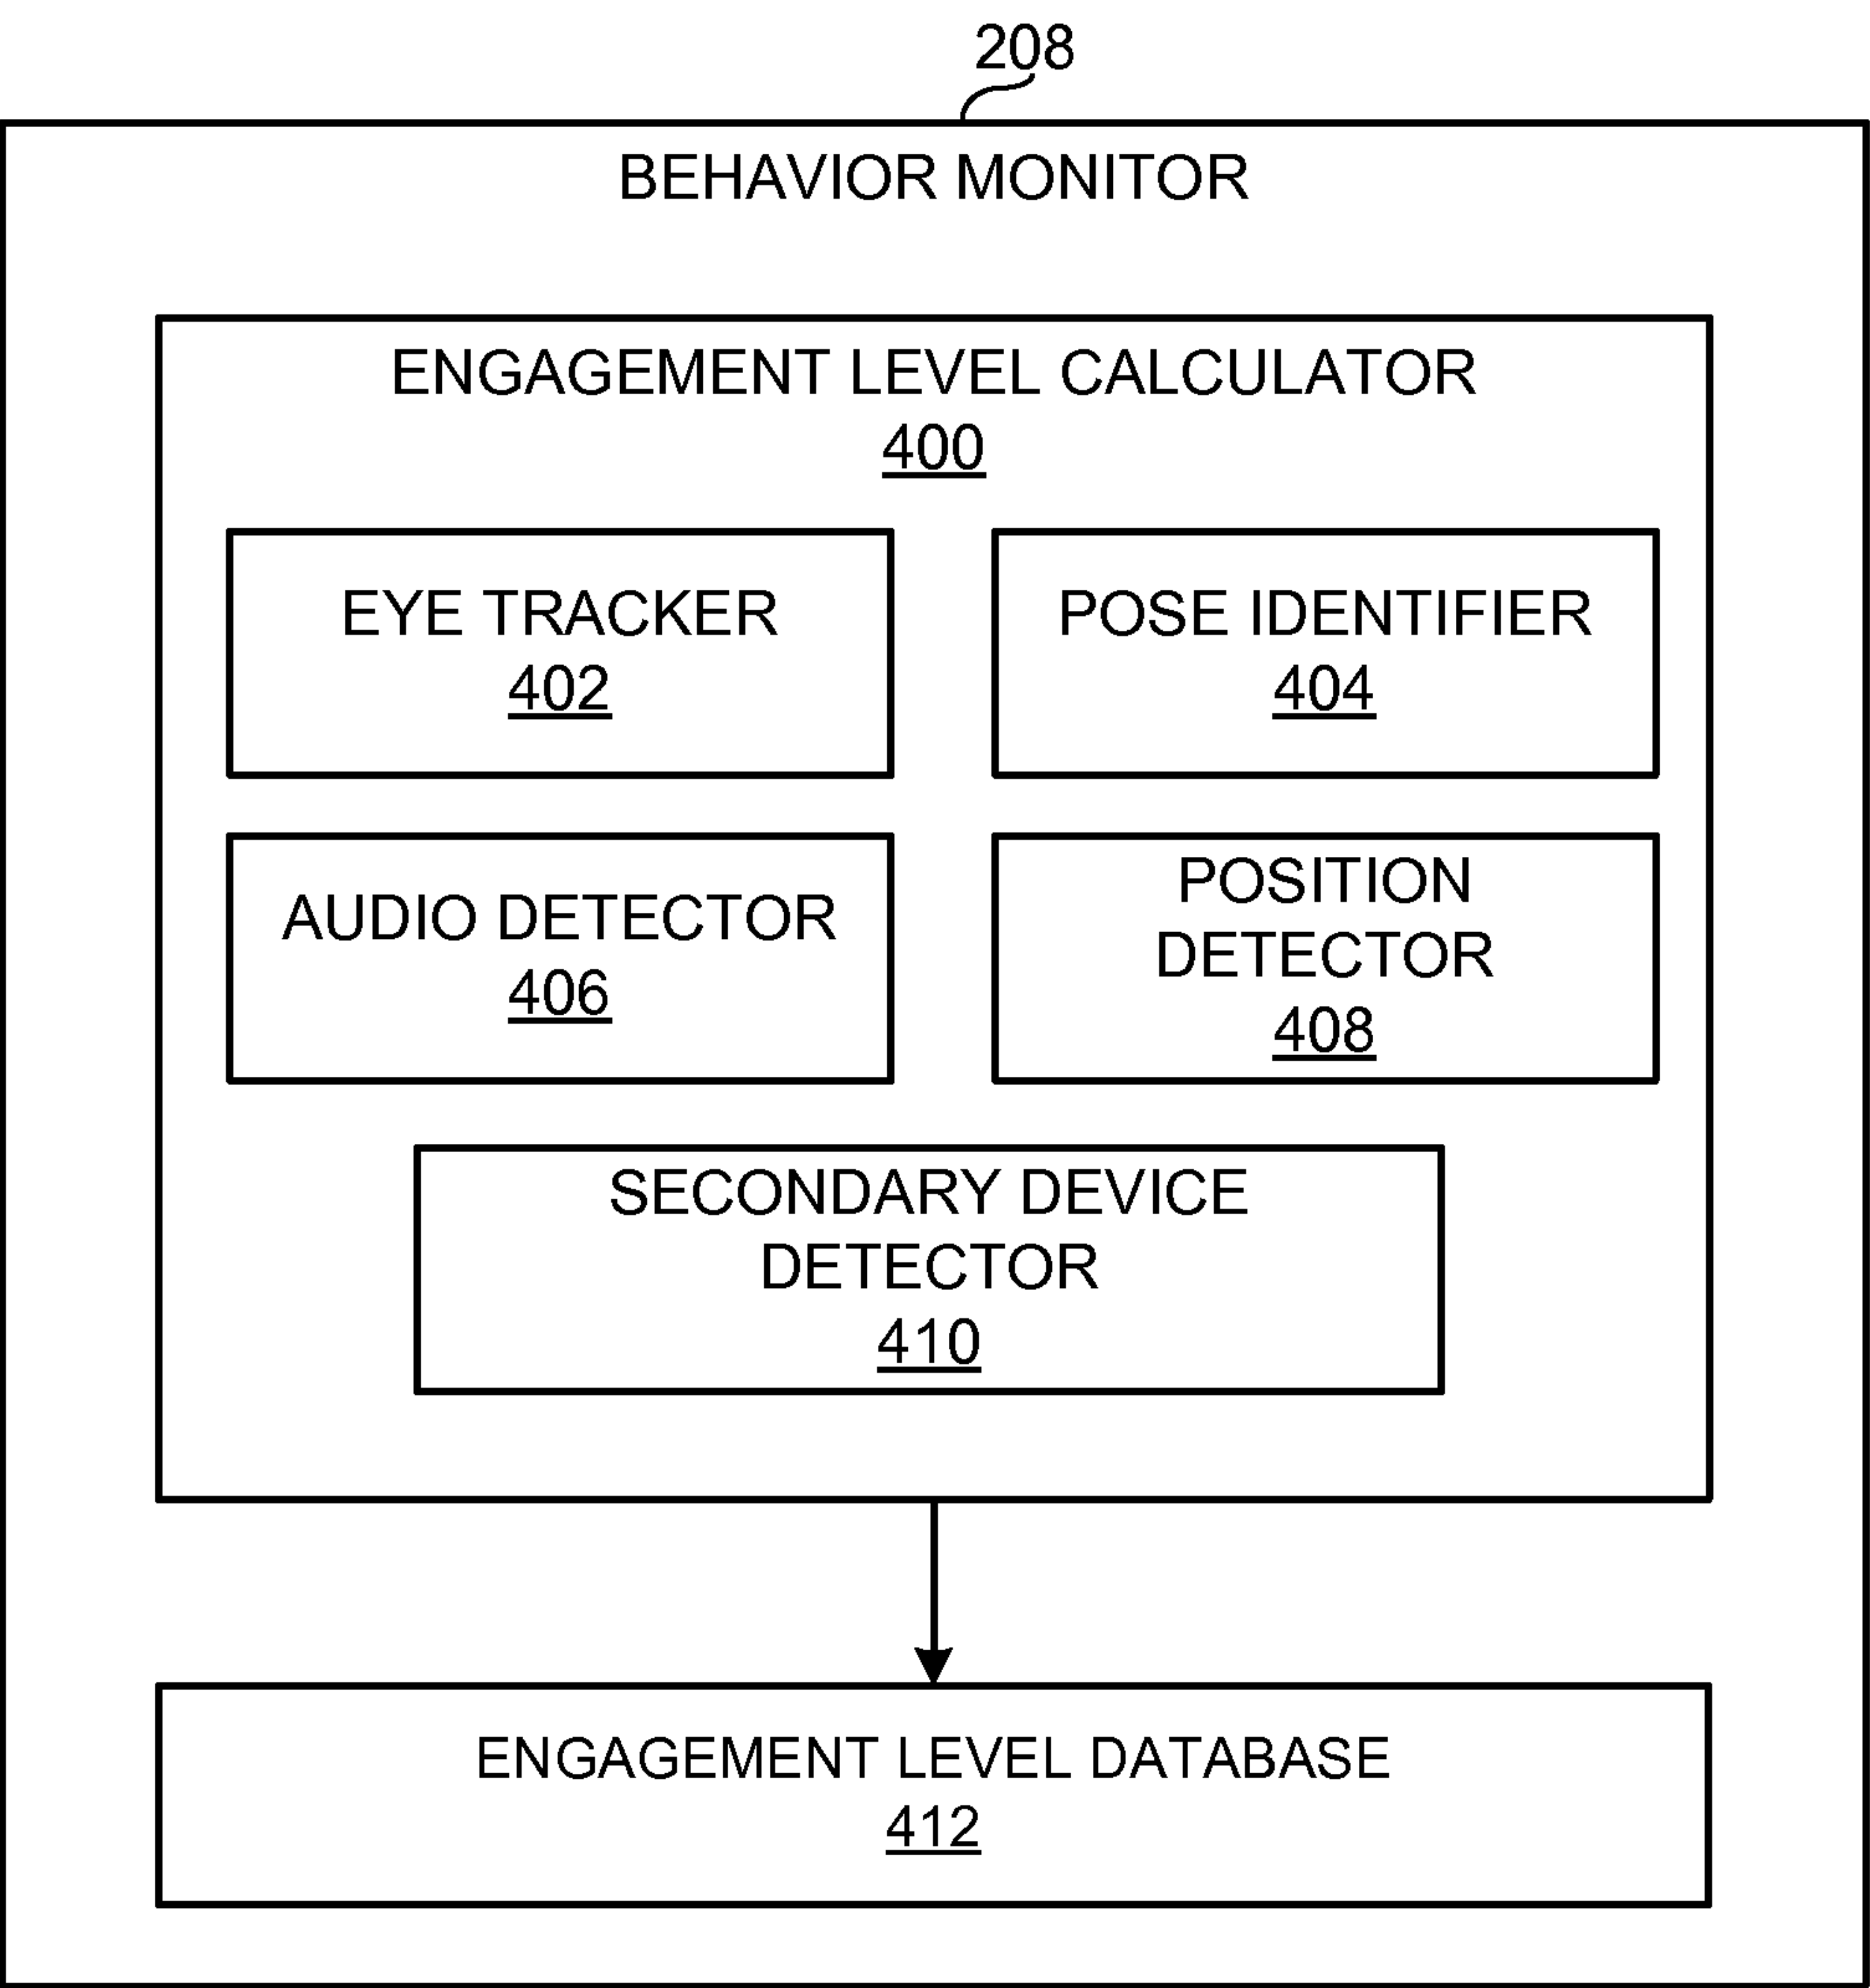 208
BEHAVIOR MONITOR
ENGAGEMENT LEVEL CALCULATOR
400
EYE TRACKER
402
POSE IDENTIFIER
404
AUDIO DETECTOR
406
POSITION
DETECTOR
408
SECONDARY DEVICE
DETECTOR
410
ENGAGEMENT LEVEL DATABASE
412